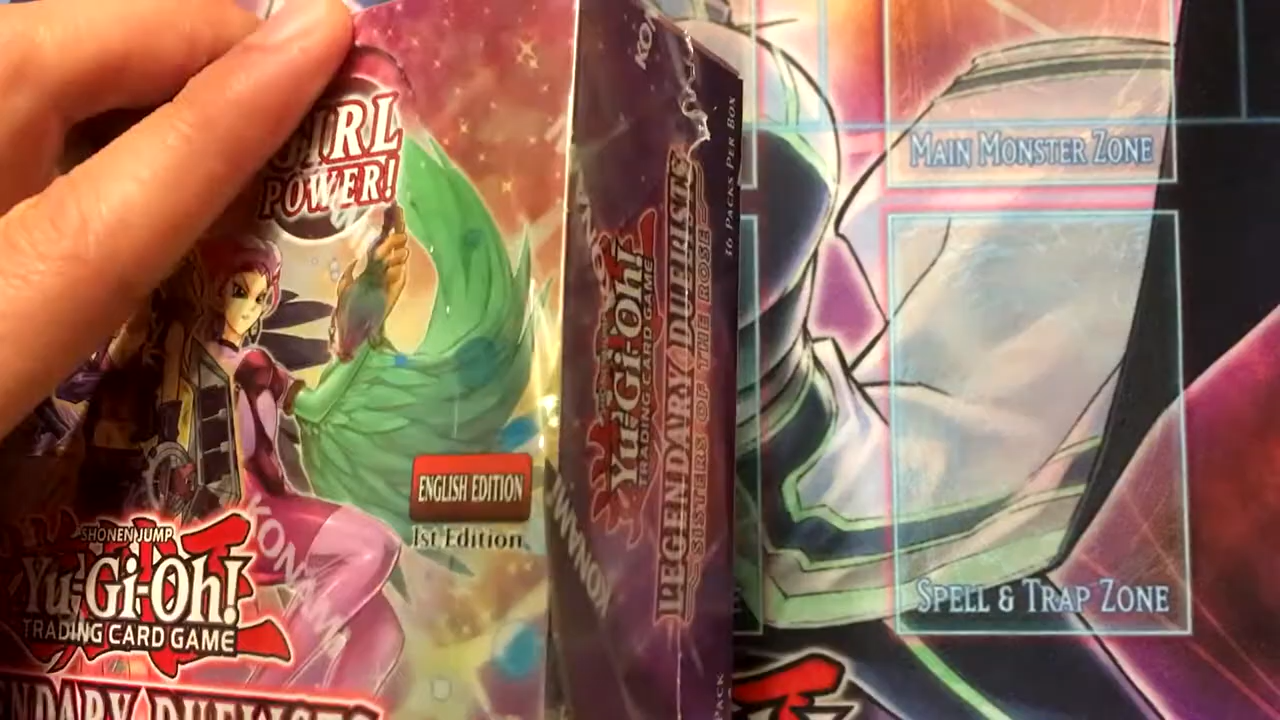 GIRL
POWER!
ENGLISH EDITION
1st Edition
SHONEN JUMP
Yu-Gi-Oh!
TRADING CARD GAME
KONAMI
LEGENDARY DUELISTS
SISTERS OF THE ROSE
Yu-Gi-Oh!
TRADING CARD GAME
36 PACKS PER BOX
KONAMI
MAIN MONSTER ZONE
SPELL & TRAP ZONE